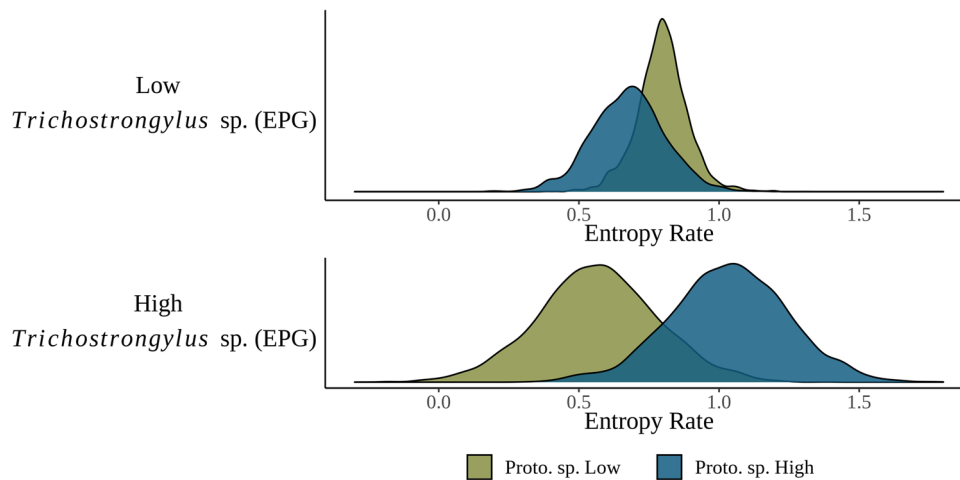 Low
Trichostrongylus sp. (EPG)
0.0 0.5 1.0 1.5
Entropy Rate
High
Trichostrongylus sp. (EPG)
0.0 0.5 1.0 1.5
Entropy Rate
Proto. sp. Low Proto. sp. High